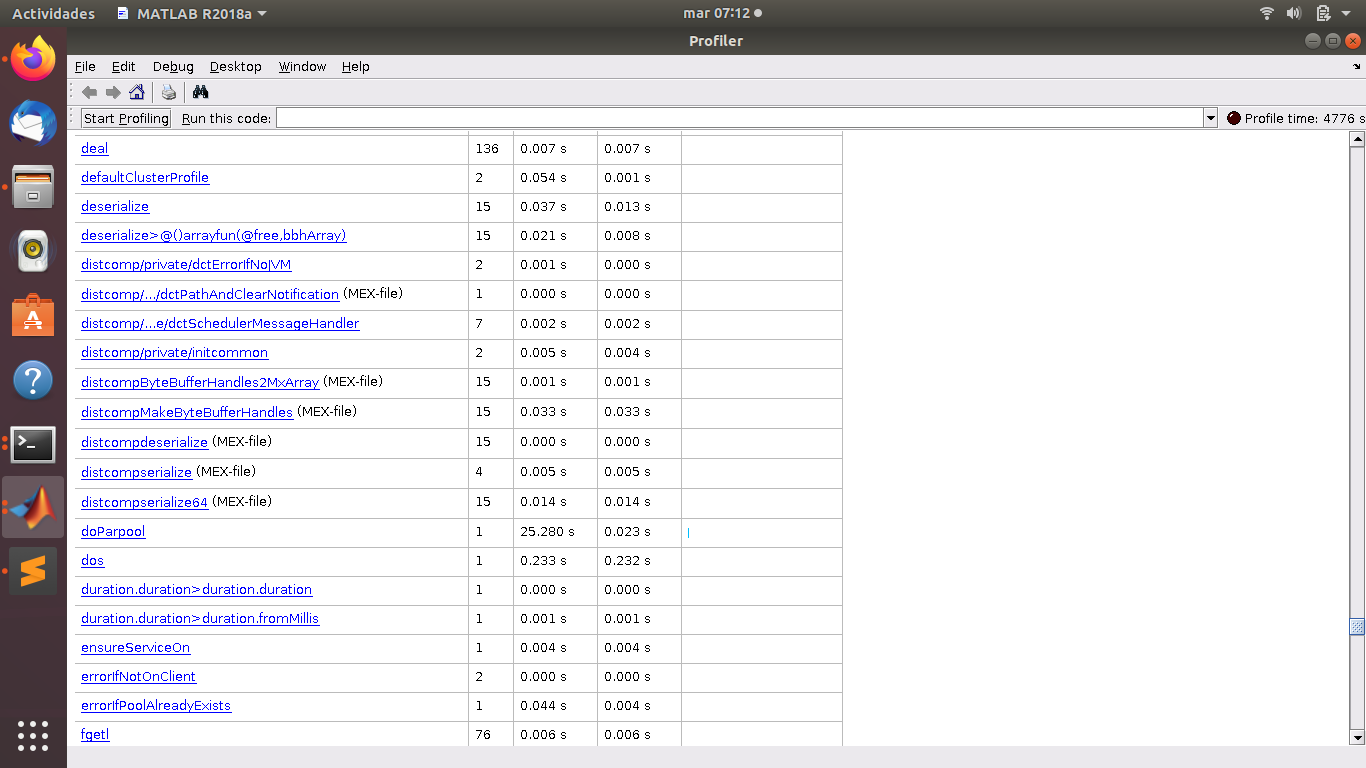 Actividades MATLAB R2018a mar 07:12
Profiler
File Edit Debug Desktop Window Help
Start Profiling Run this code: Profile time: 4776 s
deal 136 0.007 s 0.007 s
defaultClusterProfile 2 0.054 s 0.001 s
deserialize 15 0.037 s 0.013 s
deserialize>@()arrayfun(@free,bbhArray) 15 0.021 s 0.008 s
distcomp/private/dctErrorIfNoJVM 2 0.001 s 0.000 s
distcomp/.../dctPathAndClearNotification (MEX-file) 1 0.000 s 0.000 s
distcomp/...e/dctSchedulerMessageHandler 7 0.002 s 0.002 s
distcomp/private/initcommon 2 0.005 s 0.004 s
distcompByteBufferHandles2MxArray (MEX-file) 15 0.001 s 0.001 s
distcompMakeByteBufferHandles (MEX-file) 15 0.033 s 0.033 s
distcompdeserialize (MEX-file) 15 0.000 s 0.000 s
distcompserialize (MEX-file) 4 0.005 s 0.005 s
distcompserialize64 (MEX-file) 15 0.014 s 0.014 s
doParpool 1 25.280 s 0.023 s
dos 1 0.233 s 0.232 s
duration.duration>duration.duration 1 0.000 s 0.000 s
duration.duration>duration.fromMillis 1 0.001 s 0.001 s
ensureServiceOn 1 0.004 s 0.004 s
errorIfNotOnClient 2 0.000 s 0.000 s
errorIfPoolAlreadyExists 1 0.044 s 0.004 s
fgetl 76 0.006 s 0.006 s